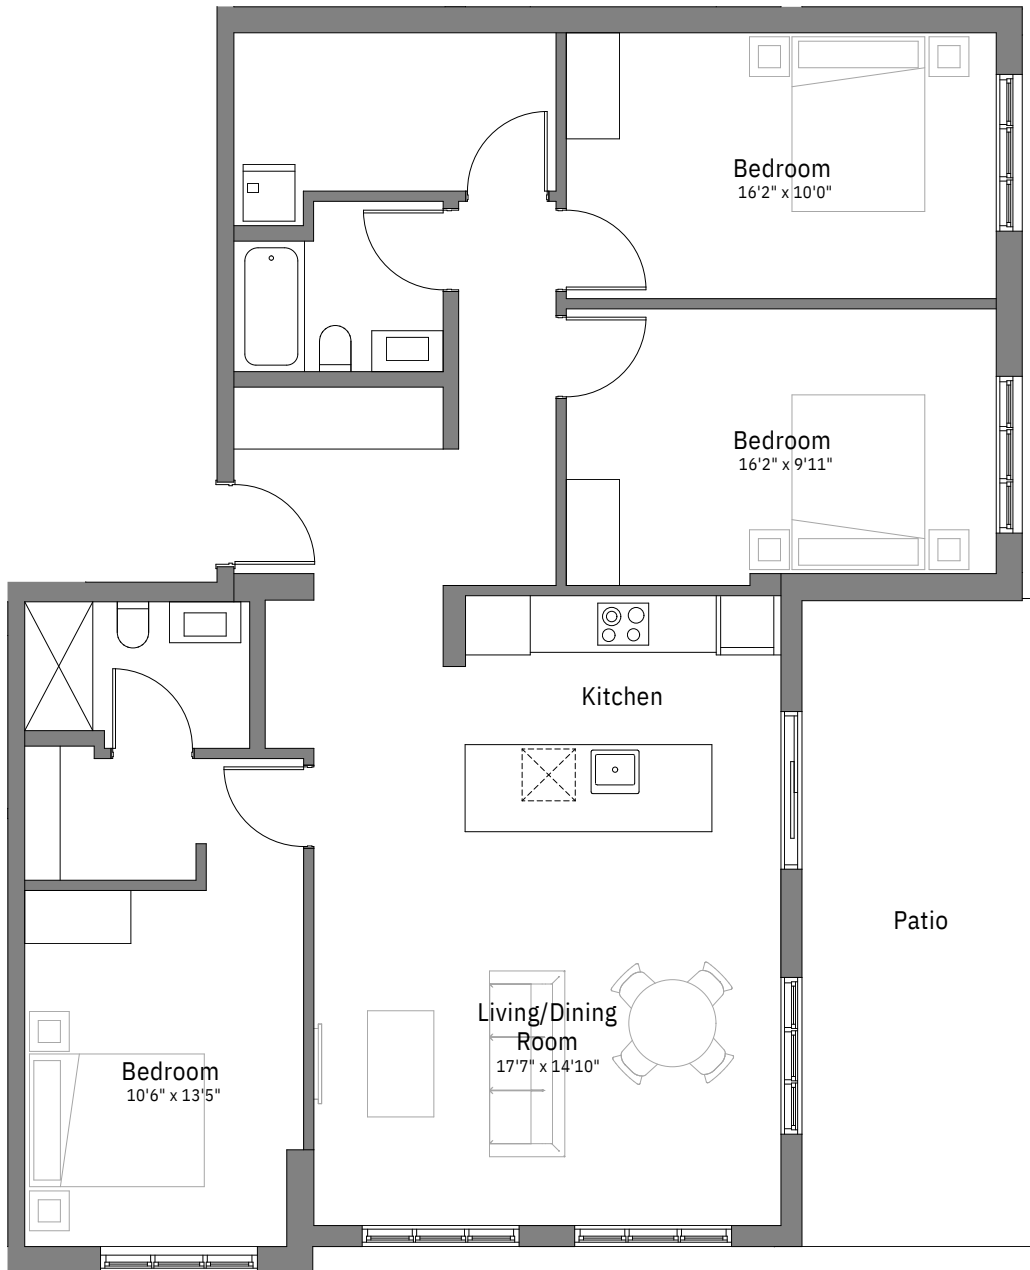 Bedroom
16'2" x 10'0"
Bedroom
16'2" x 9'11"
Kitchen
Patio
Living/Dining
Room
17'7" x 14'10"
Bedroom
10'6" x 13'5"